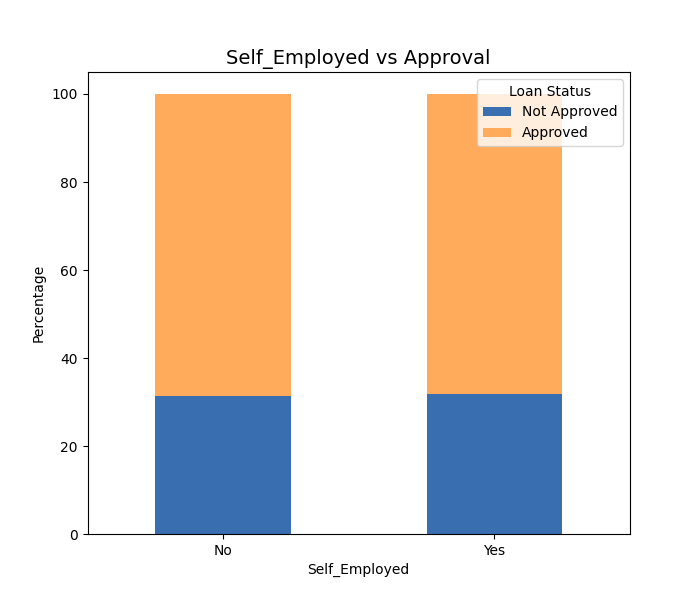 Self_Employed vs Approval
Loan Status
Not Approved
Approved
100
80
60
40
20
0
Percentage
No
Yes
Self_Employed